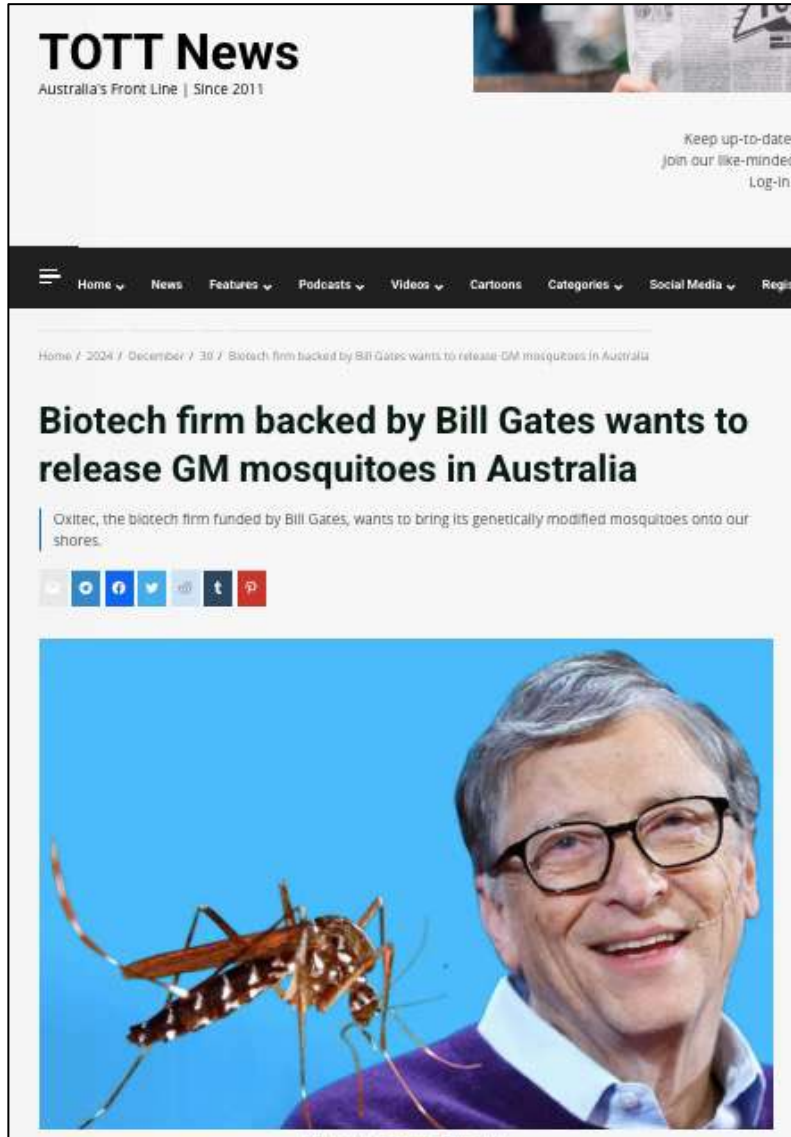 TOTT News
Australia's Front Line | Since 2011
Keep up-to-date
Join our like-minded
Log-in
Home
News
Features
Podcasts
Videos
Cartoons
Categories
Social Media
Regis
Home / 2024 / December / 30 / Biotech firm backed by Bill Gates wants to release GM mosquitoes in Australia
Biotech firm backed by Bill Gates wants to
release GM mosquitoes in Australia
Oxitec, the biotech firm funded by Bill Gates, wants to bring its genetically modified mosquitoes onto our
shores.